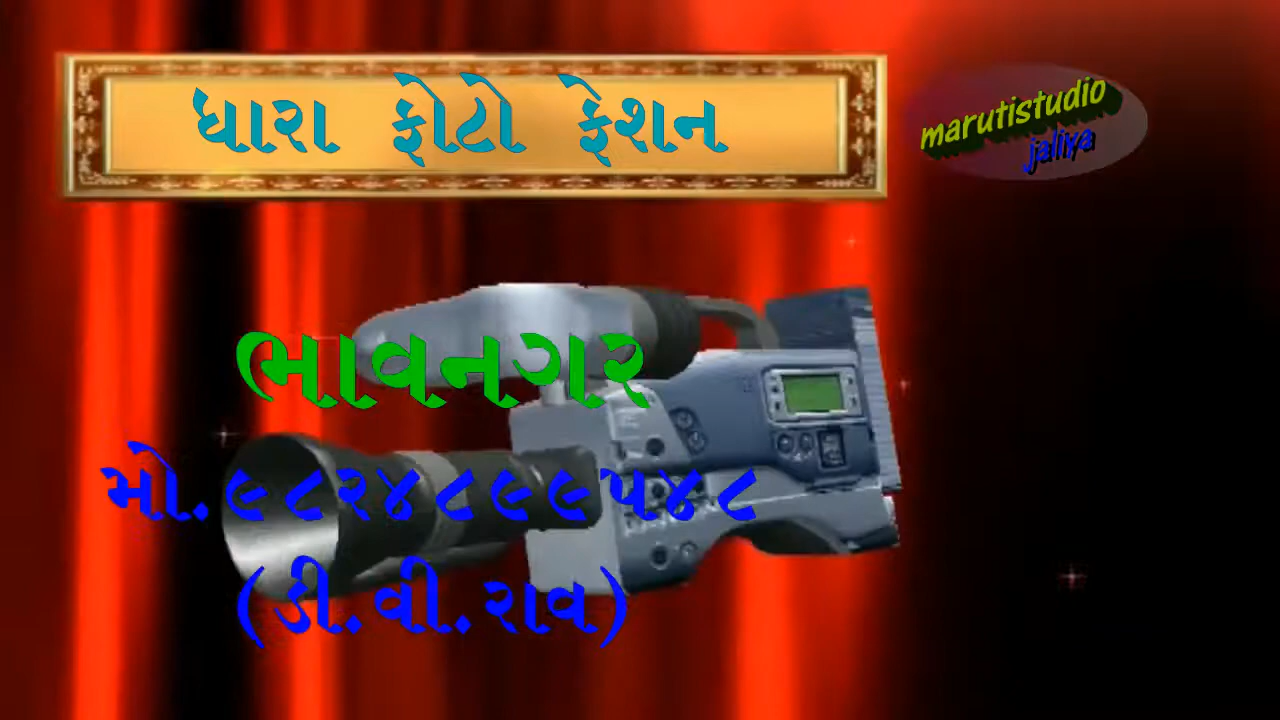 ધારા ફોટો ફેશન
marutistudio
jaliya
ભાવનગર
મો.૯૮૨૪૮૯૯૫૪૮
(ડી.વી.રાવ)